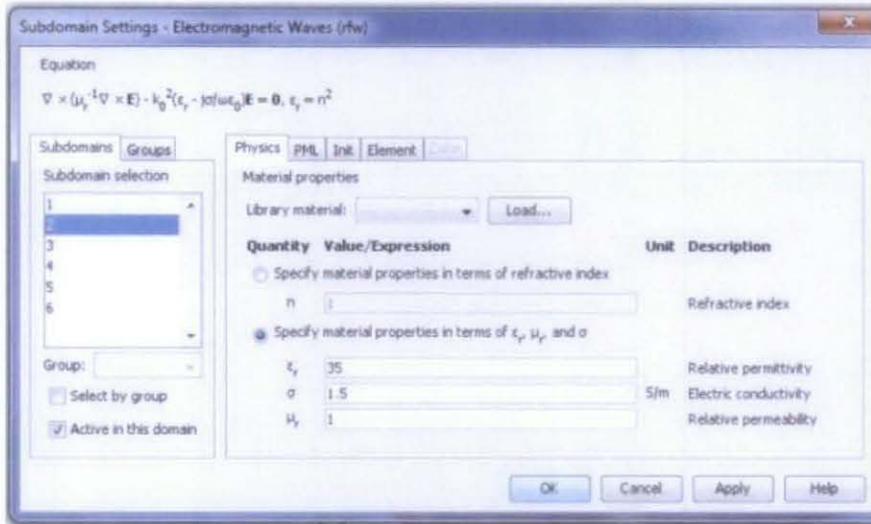 Subdomain Settings - Electromagnetic Waves (rfw)
Equation
∇ × (μr⁻¹∇ × E) - k₀²(εr - jσ/ωε₀)E = 0, εr = n²
Subdomains Groups
Subdomain selection
1
2
3
4
5
6
Group:
Select by group
Active in this domain
Physics PML Init Element Color
Material properties
Library material: Load...
Quantity Value/Expression Unit Description
Specify material properties in terms of refractive index
n 1 Refractive index
Specify material properties in terms of εr, μr, and σ
εr 35 Relative permittivity
σ 1.5 S/m Electric conductivity
μr 1 Relative permeability
OK Cancel Apply Help